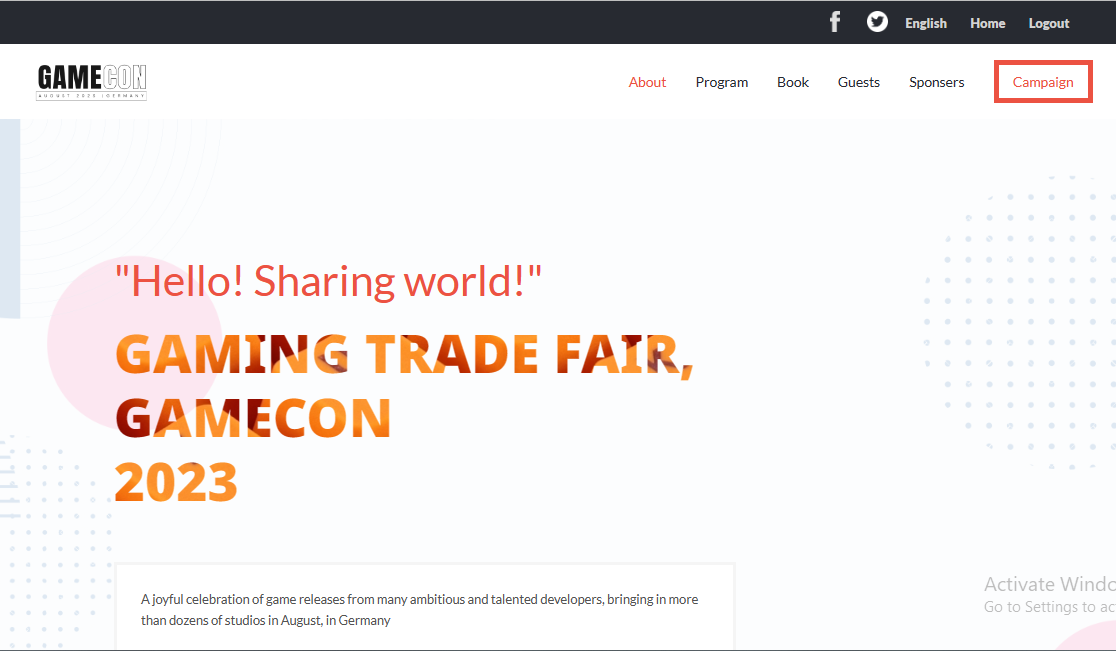 English Home Logout
GAMECON
AUGUST 2023 | GERMANY
About Program Book Guests Sponsers Campaign
"Hello! Sharing world!"
GAMING TRADE FAIR,
GAMECON
2023
A joyful celebration of game releases from many ambitious and talented developers, bringing in more
than dozens of studios in August, in Germany
Activate Windo
Go to Settings to ac